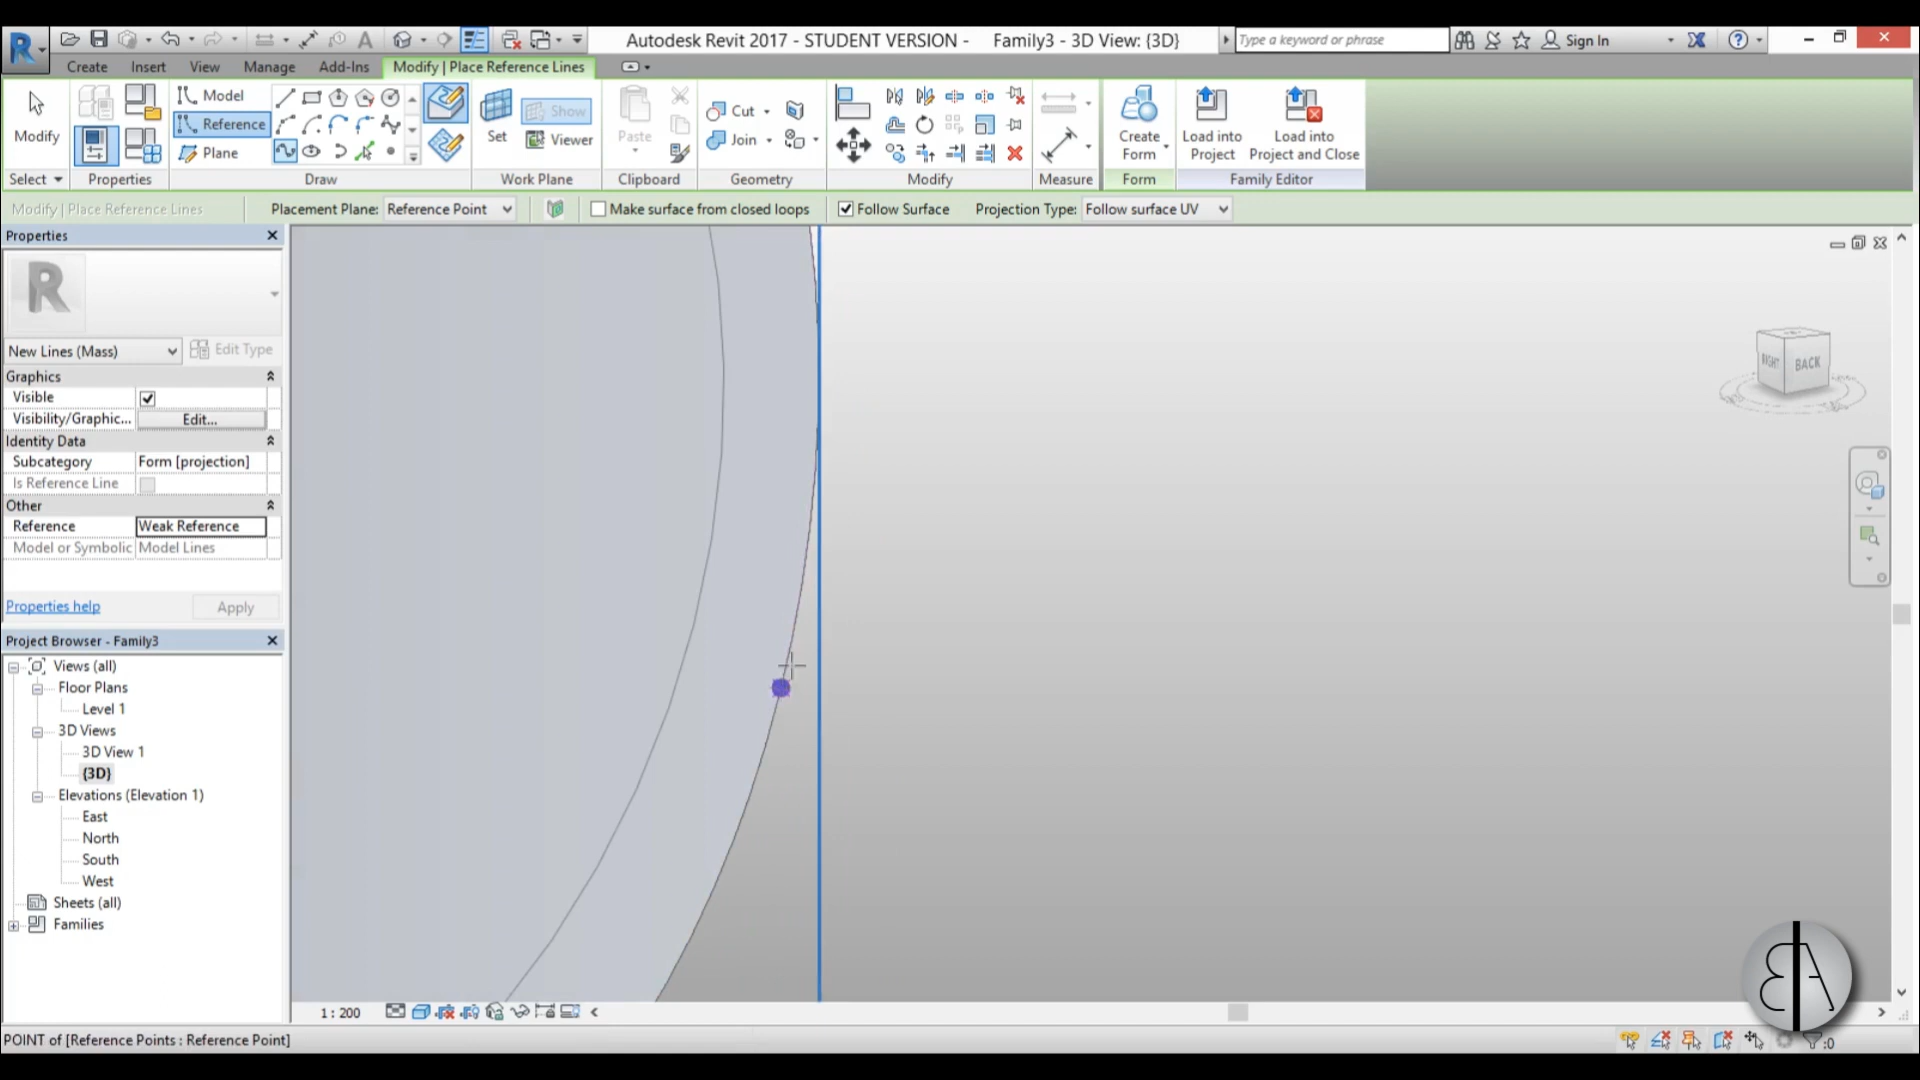 Autodesk Revit 2017 - STUDENT VERSION - Family3 - 3D View: {3D}
Type a keyword or phrase
Sign In
Create Insert View Manage Add-Ins Modify | Place Reference Lines
Modify
Model
Reference
Plane
Set
Show
Viewer
Paste
Cut
Join
Create Form
Load into Project
Load into Project and Close
Select Properties Draw Work Plane Clipboard Geometry Modify Measure Form Family Editor
Modify | Place Reference Lines Placement Plane: Reference Point Make surface from closed loops Follow Surface Projection Type: Follow surface UV
Properties
R
New Lines (Mass) Edit Type
Graphics
Visible
Visibility/Graphic... Edit...
Identity Data
Subcategory Form [projection]
Is Reference Line
Other
Reference Weak Reference
Model or Symbolic Model Lines
Properties help Apply
Project Browser - Family3
Views (all)
Floor Plans
Level 1
3D Views
3D View 1
{3D}
Elevations (Elevation 1)
East
North
South
West
Sheets (all)
Families
RIGHT BACK
1 : 200
POINT of [Reference Points : Reference Point]
:0